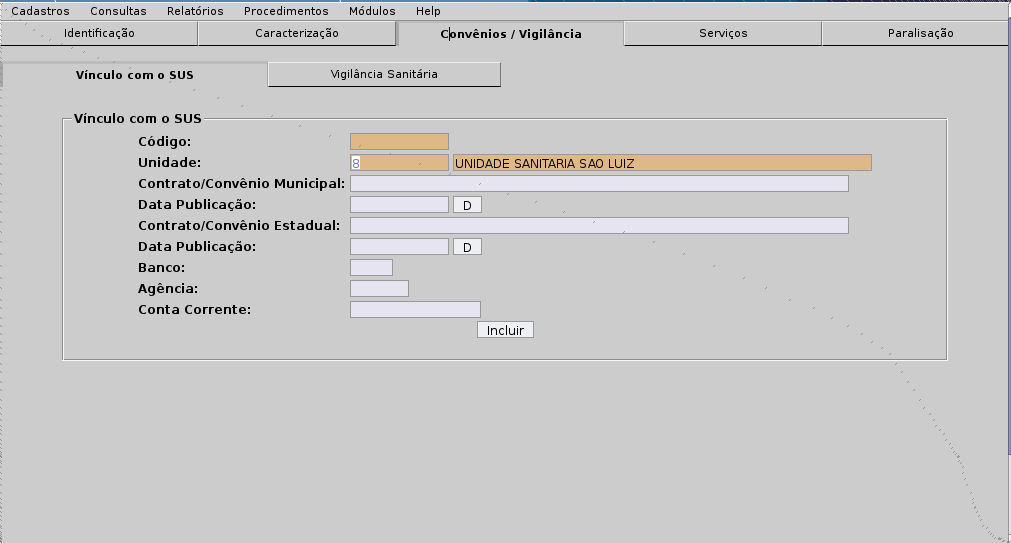 Cadastros Consultas Relatórios Procedimentos Módulos Help
Identificação Caracterização Convênios / Vigilância Serviços Paralisação
Vínculo com o SUS Vigilância Sanitária
Vínculo com o SUS
Código:
Unidade: 8 UNIDADE SANITARIA SAO LUIZ
Contrato/Convênio Municipal:
Data Publicação: D
Contrato/Convênio Estadual:
Data Publicação: D
Banco:
Agência:
Conta Corrente:
Incluir